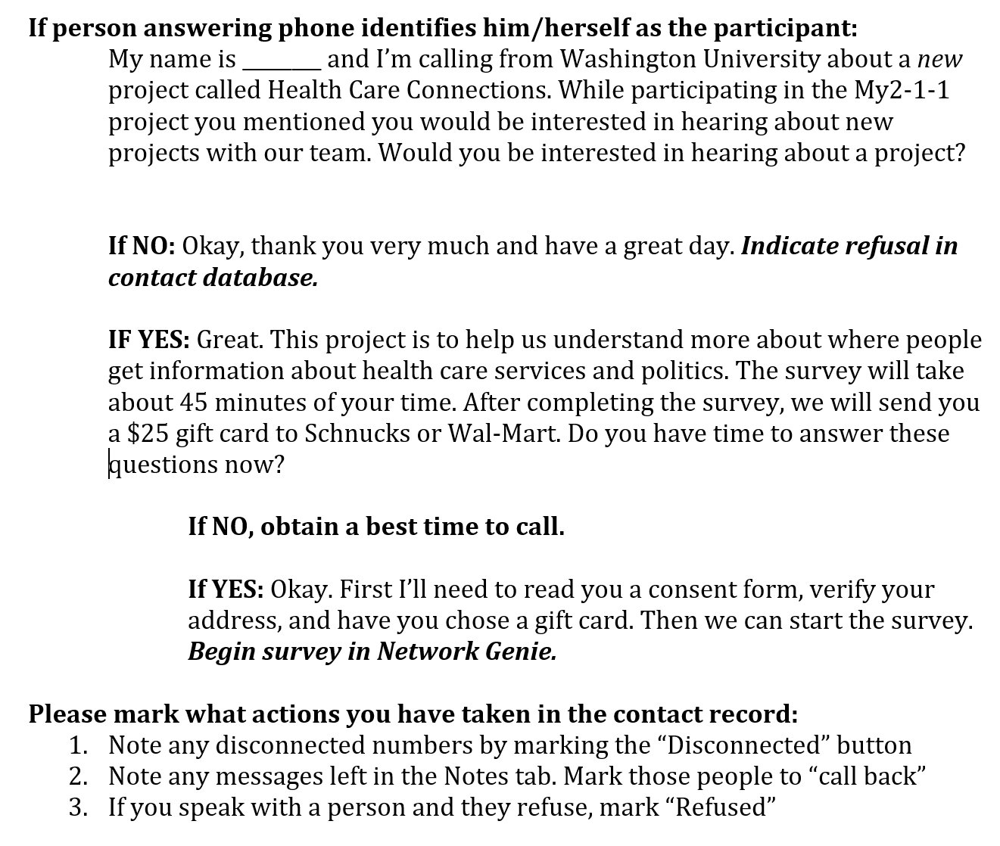 If person answering phone identifies him/herself as the participant:
My name is ________ and I’m calling from Washington University about a new
project called Health Care Connections. While participating in the My2-1-1
project you mentioned you would be interested in hearing about new
projects with our team. Would you be interested in hearing about a project?
If NO: Okay, thank you very much and have a great day. Indicate refusal in
contact database.
IF YES: Great. This project is to help us understand more about where people
get information about health care services and politics. The survey will take
about 45 minutes of your time. After completing the survey, we will send you
a $25 gift card to Schnucks or Wal-Mart. Do you have time to answer these
questions now?
If NO, obtain a best time to call.
If YES: Okay. First I’ll need to read you a consent form, verify your
address, and have you chose a gift card. Then we can start the survey.
Begin survey in Network Genie.
Please mark what actions you have taken in the contact record:
1. Note any disconnected numbers by marking the “Disconnected” button
2. Note any messages left in the Notes tab. Mark those people to “call back”
3. If you speak with a person and they refuse, mark “Refused”